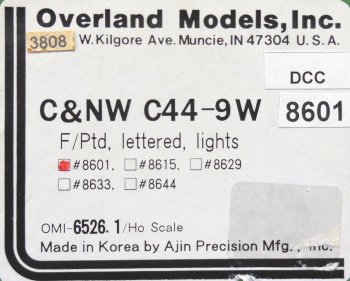 Overland Models, Inc.
3808 W. Kilgore Ave. Muncie, IN 47304 U.S.A.
DCC
C&NW C44-9W 8601
F/Ptd, lettered, lights
#8601, #8615, #8629
#8633, #8644
OMI-6526.1/Ho Scale
Made in Korea by Ajin Precision Mfg., Inc.